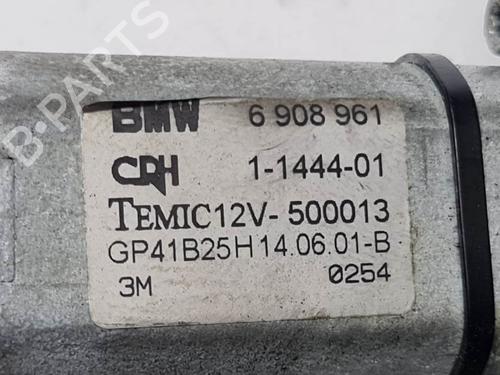 BMW 6 908 961
CRH 1-1444-01
TEMIC 12V- 500013
GP41B25H 14.06.01-B
3M 0254
B-PARTS